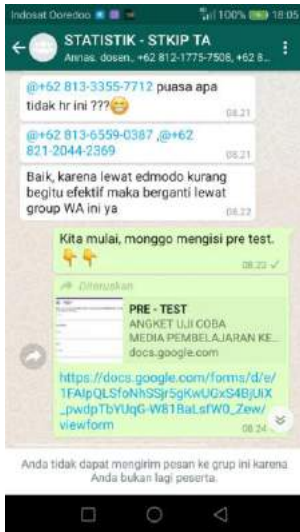 Indosat Ooredoo
100% 18:05
STATISTIK - STKIP TA
Annas. dosen., +62 812-1775-7508, +62 8...
@+62 813-3355-7712 puasa apa
tidak hr ini ???
08.21
@+62 813-6559-0387 ,@+62
821-2044-2369
08.21
Baik, karena lewat edmodo kurang
begitu efektif maka berganti lewat
group WA ini ya
08.22
Kita mulai, monggo mengisi pre test.
08.22
Diteruskan
PRE - TEST
ANGKET UJI COBA
MEDIA PEMBELAJARAN KE...
docs.google.com
https://docs.google.com/forms/d/e/
1FAIpQLSfoNhSSjr5gKwUGxS4BjUiX
_pwdpTbYUqG-W81BaLsfW0_Zew/
viewform
08.24
Anda tidak dapat mengirim pesan ke grup ini karena
Anda bukan lagi peserta.